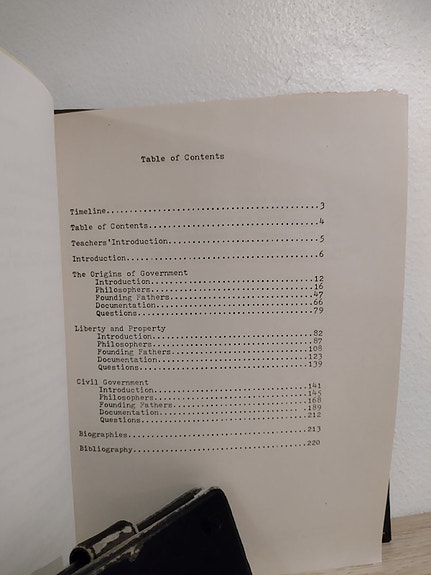 Table of Contents
Timeline..................................................3
Table of Contents.........................................4
Teachers'Introduction.....................................5
Introduction..............................................6
The Origins of Government
Introduction..............................................12
Philosophers..............................................16
Founding Fathers..........................................47
Documentation.............................................66
Questions.................................................79
Liberty and Property
Introduction..............................................82
Philosophers..............................................87
Founding Fathers..........................................108
Documentation.............................................123
Questions.................................................139
Civil Government
Introduction..............................................141
Philosophers..............................................145
Founding Fathers..........................................168
Documentation.............................................189
Questions.................................................212
Biographies...............................................213
Bibliography..............................................220